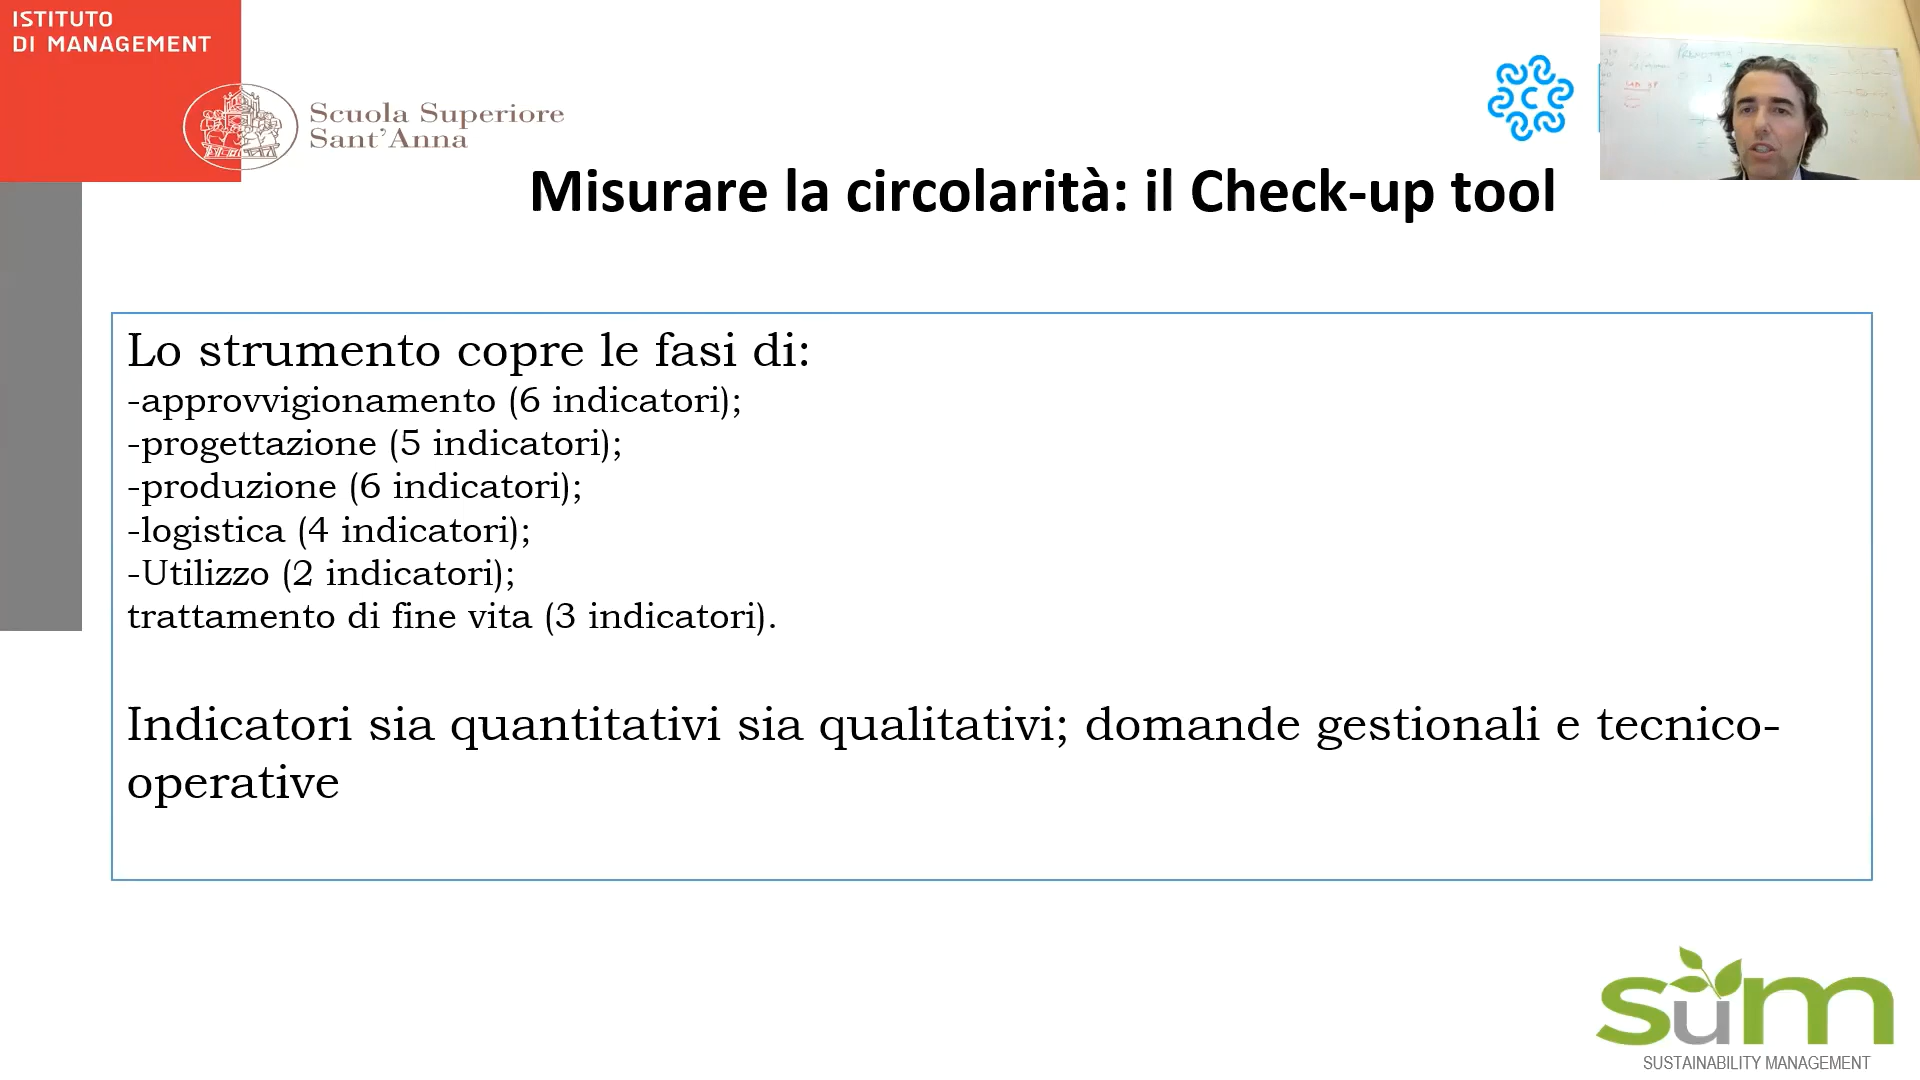 ISTITUTO
DI MANAGEMENT
Scuola Superiore
Sant'Anna
Misurare la circolarità: il Check-up tool
Lo strumento copre le fasi di:
-approvvigionamento (6 indicatori);
-progettazione (5 indicatori);
-produzione (6 indicatori);
-logistica (4 indicatori);
-Utilizzo (2 indicatori);
trattamento di fine vita (3 indicatori).
Indicatori sia quantitativi sia qualitativi; domande gestionali e tecnico-
operative
sum
SUSTAINABILITY MANAGEMENT